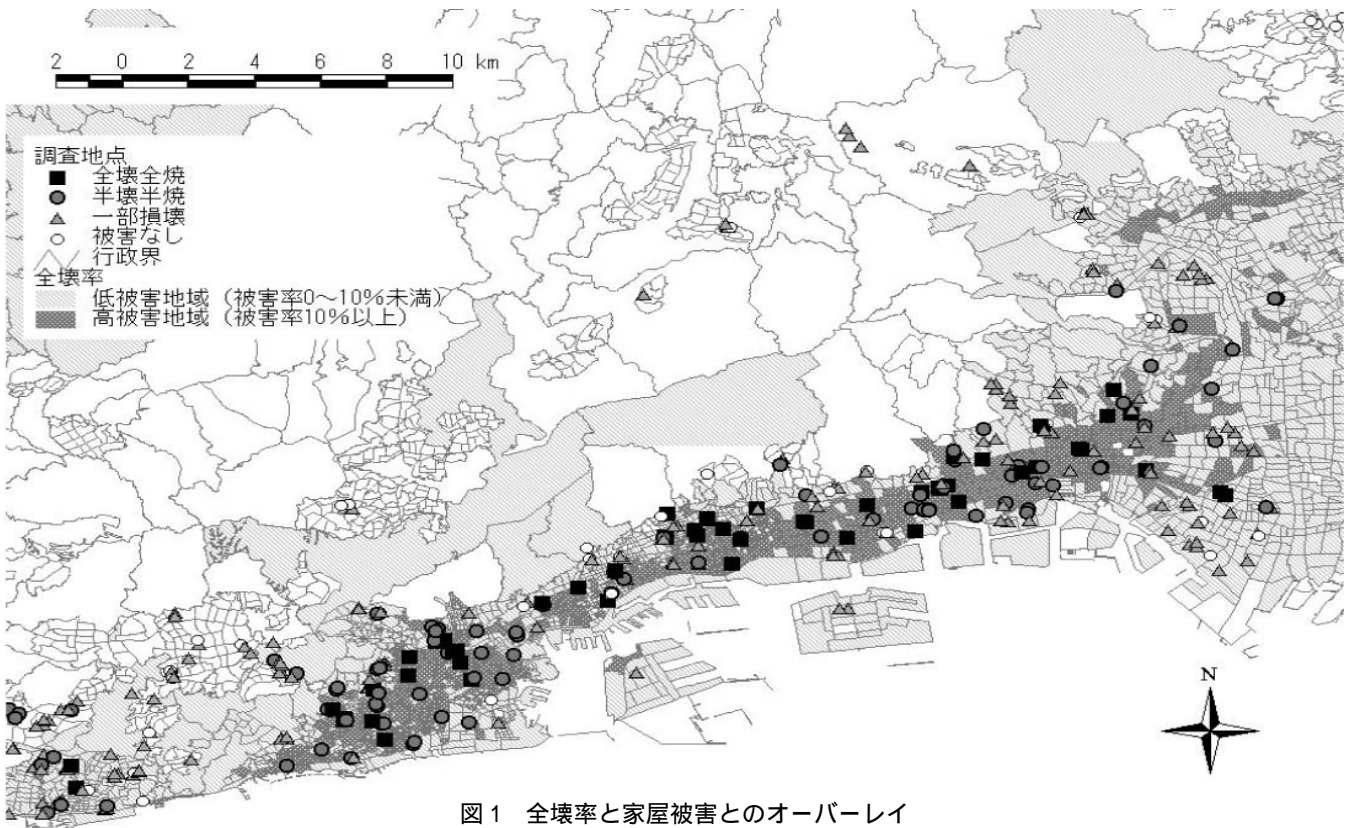 2 0 2 4 6 8 10 km
調査地点
全壊全焼
半壊半焼
一部損壊
被害なし
行政界
全壊率
低被害地域（被害率0～10%未満）
高被害地域（被害率10%以上）
N
図1 全壊率と家屋被害とのオーバーレイ